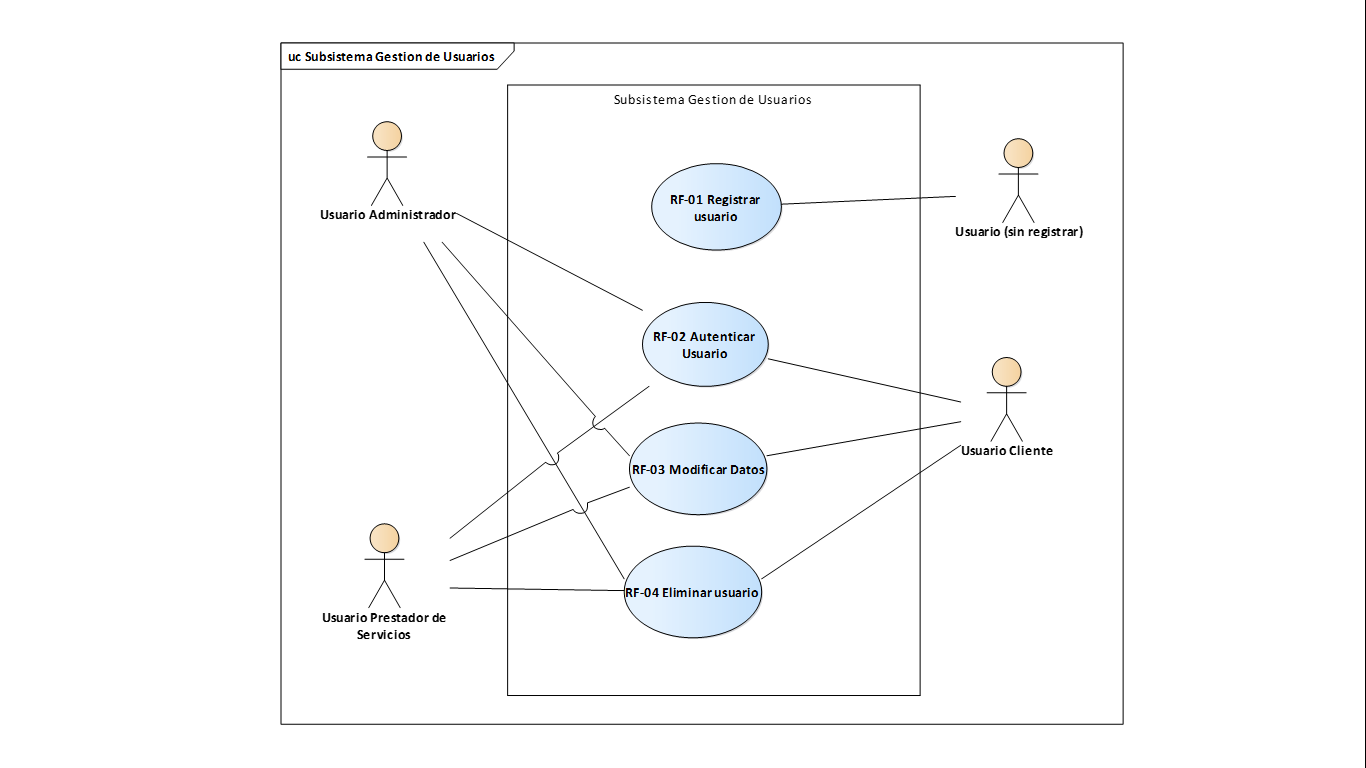 uc Subsistema Gestion de Usuarios
Subsistema Gestion de Usuarios
Usuario Administrador
RF-01 Registrar
usuario
Usuario (sin registrar)
RF-02 Autenticar
Usuario
Usuario Cliente
RF-03 Modificar Datos
RF-04 Eliminar usuario
Usuario Prestador de
Servicios